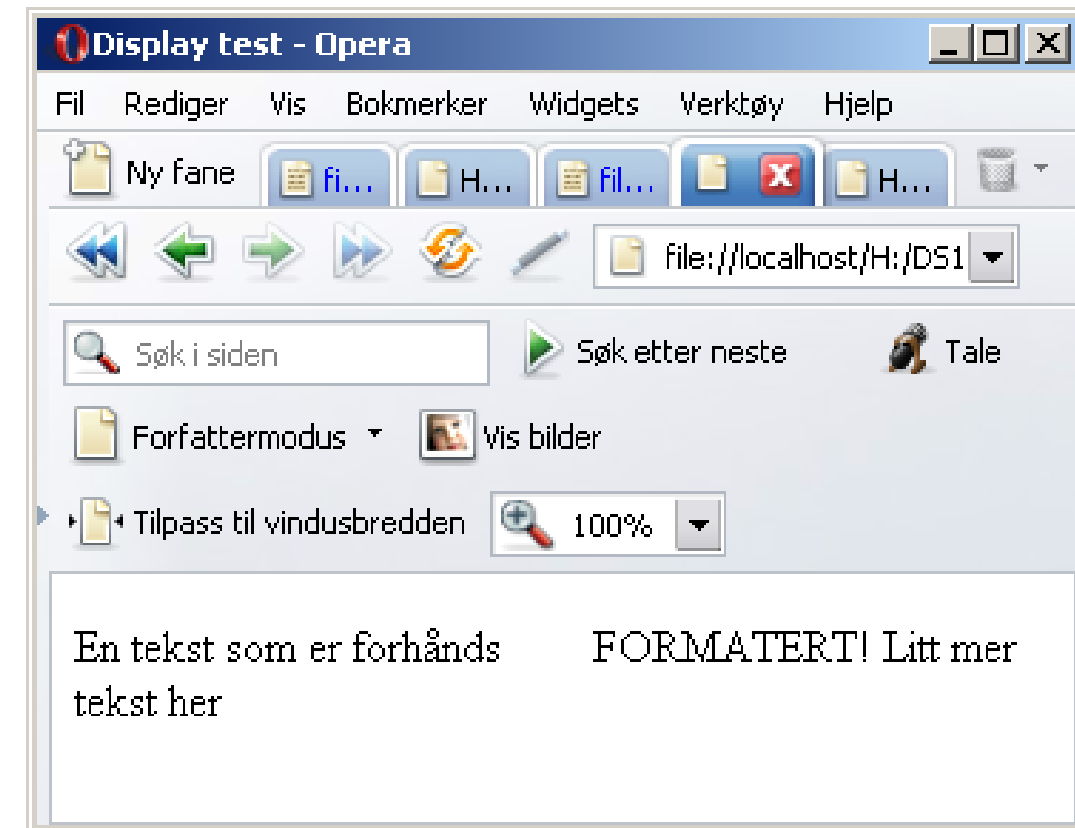 Display test - Opera
Fil Rediger Vis Bokmerker Widgets Verktøy Hjelp
Ny fane fi... H... fil... H...
file://localhost/H:/DS1
Søk i siden Søk etter neste Tale
Forfattermodus Vis bilder
Tilpass til vindusbredden 100%
En tekst som er forhånds FORMATERT! Litt mer
tekst her